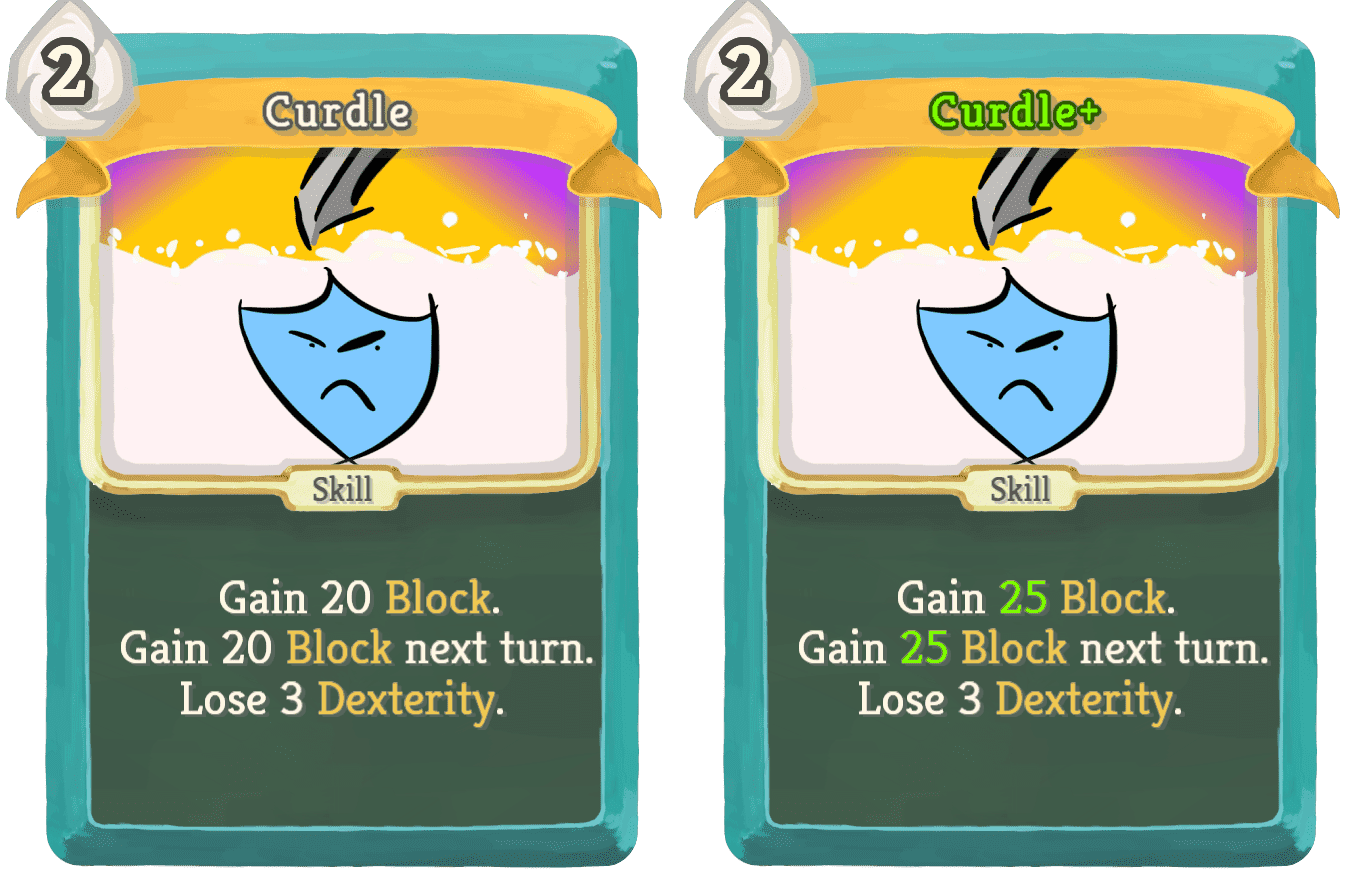 2
Curdle
Skill
Gain 20 Block.
Gain 20 Block next turn.
Lose 3 Dexterity.
2
Curdle+
Skill
Gain 25 Block.
Gain 25 Block next turn.
Lose 3 Dexterity.